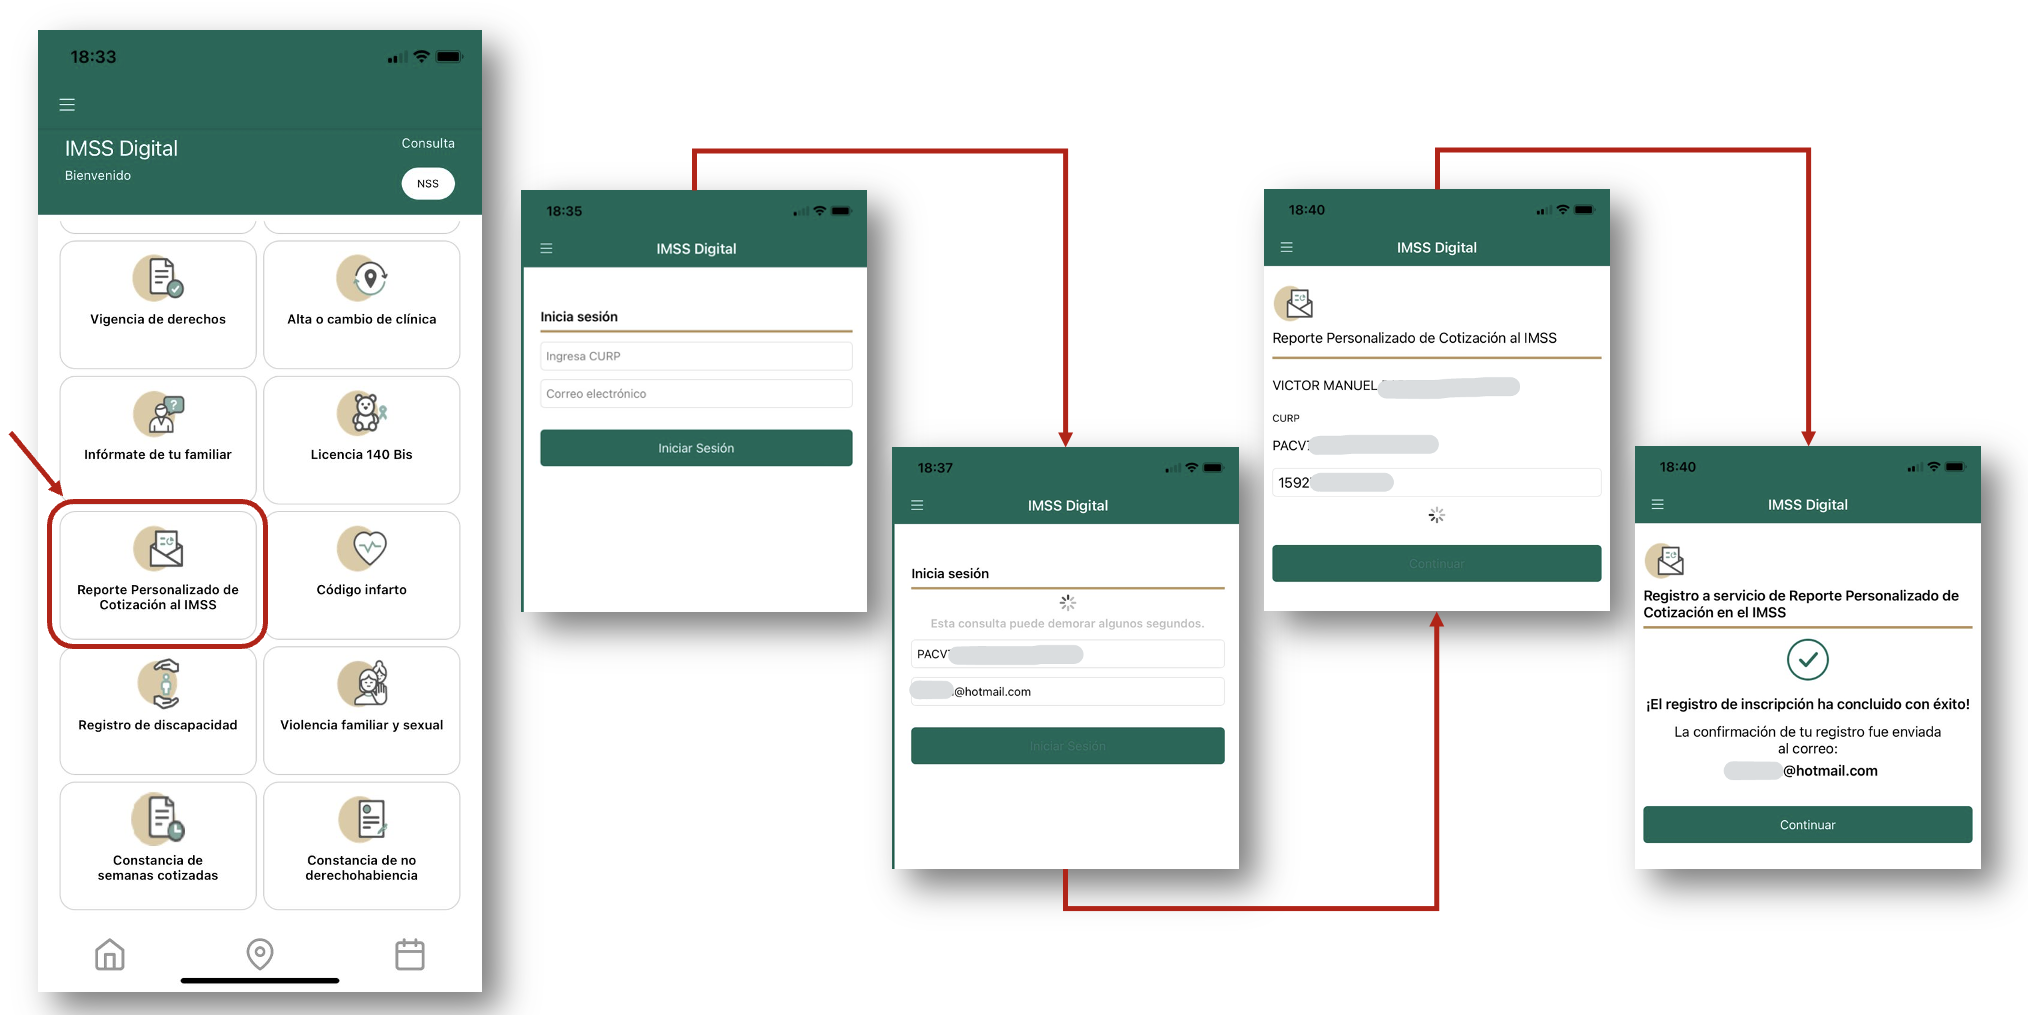 18:33
IMSS Digital
Consulta
Bienvenido
NSS
Vigencia de derechos
Alta o cambio de clínica
?
Infórmate de tu familiar
Licencia 140 Bis
Reporte Personalizado de
Cotización al IMSS
Código infarto
Registro de discapacidad
Violencia familiar y sexual
Constancia de
semanas cotizadas
Constancia de no
derechohabiencia
18:35
IMSS Digital
Inicia sesión
Ingresa CURP
Correo electrónico
Iniciar Sesión
18:37
IMSS Digital
Inicia sesión
Esta consulta puede demorar algunos segundos.
PACV
@hotmail.com
Iniciar Sesión
18:40
IMSS Digital
Reporte Personalizado de Cotización al IMSS
VICTOR MANUEL
CURP
PACV
1592
Continuar
18:40
IMSS Digital
Registro a servicio de Reporte Personalizado de
Cotización en el IMSS
¡El registro de inscripción ha concluido con éxito!
La confirmación de tu registro fue enviada
al correo:
@hotmail.com
Continuar